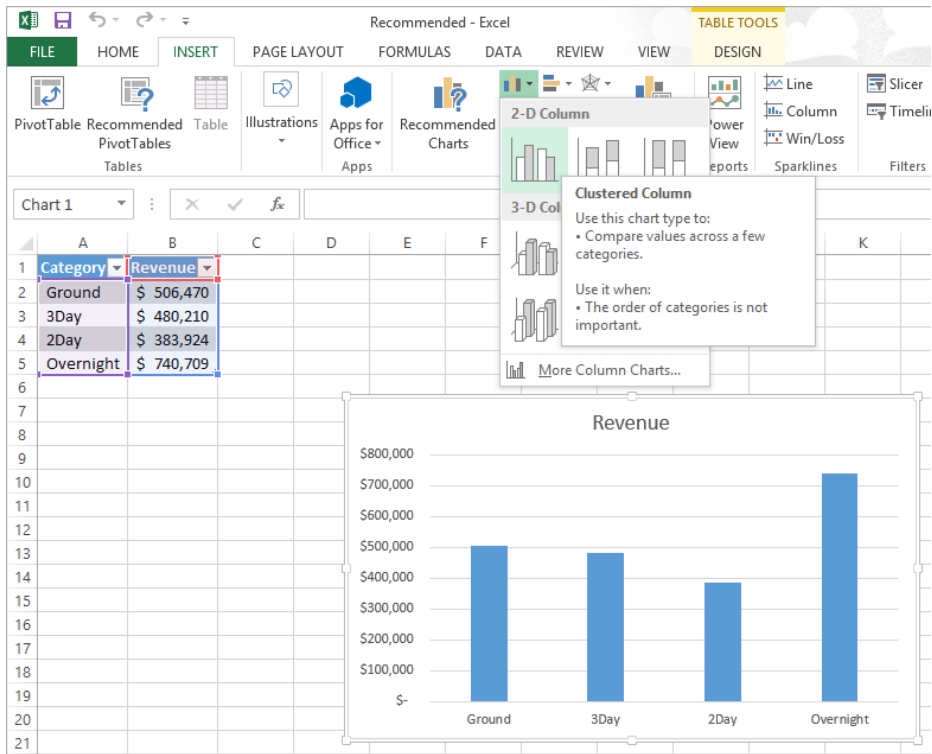 Recommended - Excel
TABLE TOOLS
FILE HOME INSERT PAGE LAYOUT FORMULAS DATA REVIEW VIEW DESIGN
PivotTable
Recommended
PivotTables
Table
Tables
Illustrations
Apps for
Office
Apps
Recommended
Charts
2-D Column
3-D Col
Clustered Column
Use this chart type to:
• Compare values across a few
categories.
Use it when:
• The order of categories is not
important.
More Column Charts...
ower
View
eports
Line
Column
Win/Loss
Sparklines
Slicer
Timelin
Filters
Chart 1
fx
A B C D E F K
1 Category Revenue
2 Ground $ 506,470
3 3Day $ 480,210
4 2Day $ 383,924
5 Overnight $ 740,709
6
7
8
9
10
11
12
13
14
15
16
17
18
19
20
21
Revenue
$800,000
$700,000
$600,000
$500,000
$400,000
$300,000
$200,000
$100,000
$-
Ground 3Day 2Day Overnight